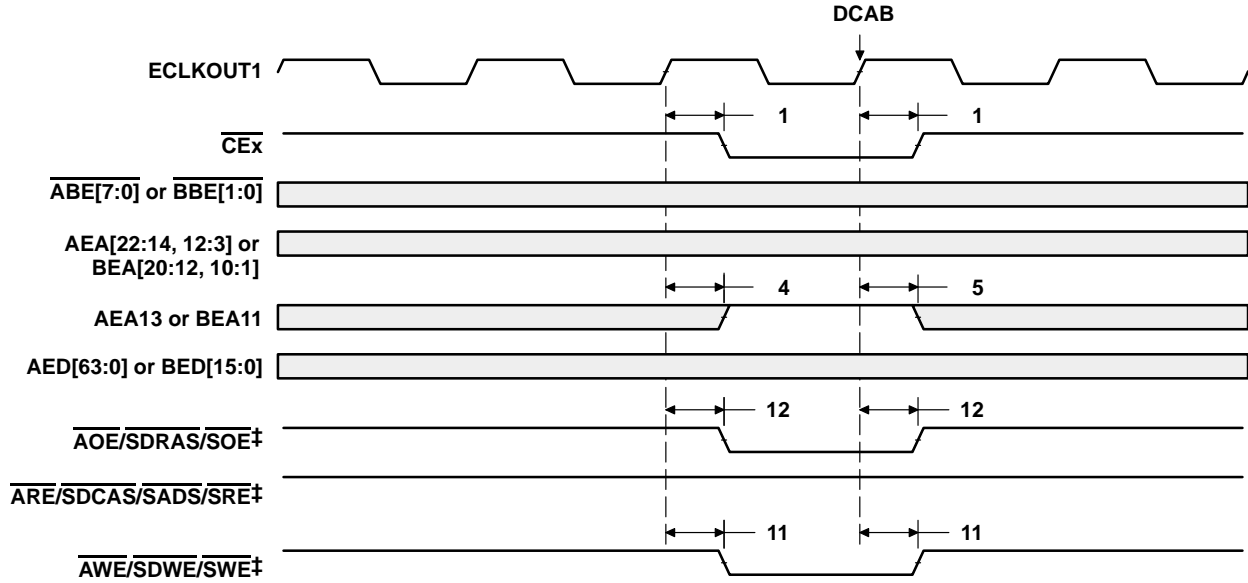 DCAB
ECLKOUT1
1 1
CEx
ABE[7:0] or BBE[1:0]
AEA[22:14, 12:3] or
BEA[20:12, 10:1]
4 5
AEA13 or BEA11
AED[63:0] or BED[15:0]
12 12
AOE/SDRAS/SOE‡
ARE/SDCAS/SADS/SRE‡
11 11
AWE/SDWE/SWE‡